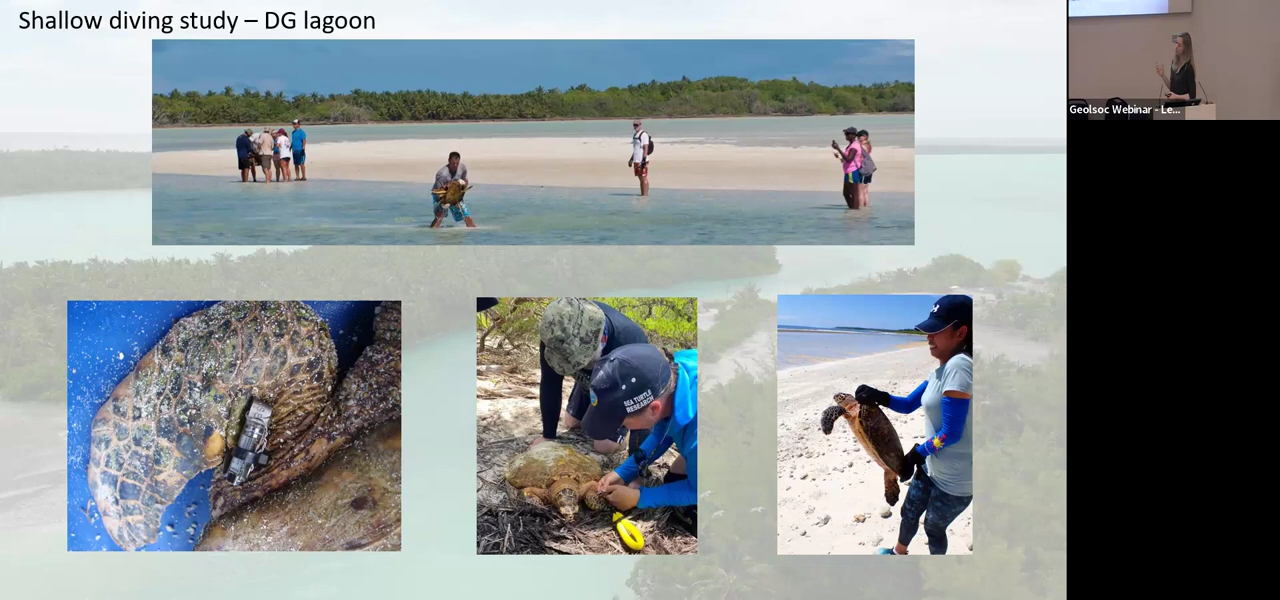 Shallow diving study – DG lagoon
Geolsoc Webinar - Le...
SEA TURTLE
RESEARCH